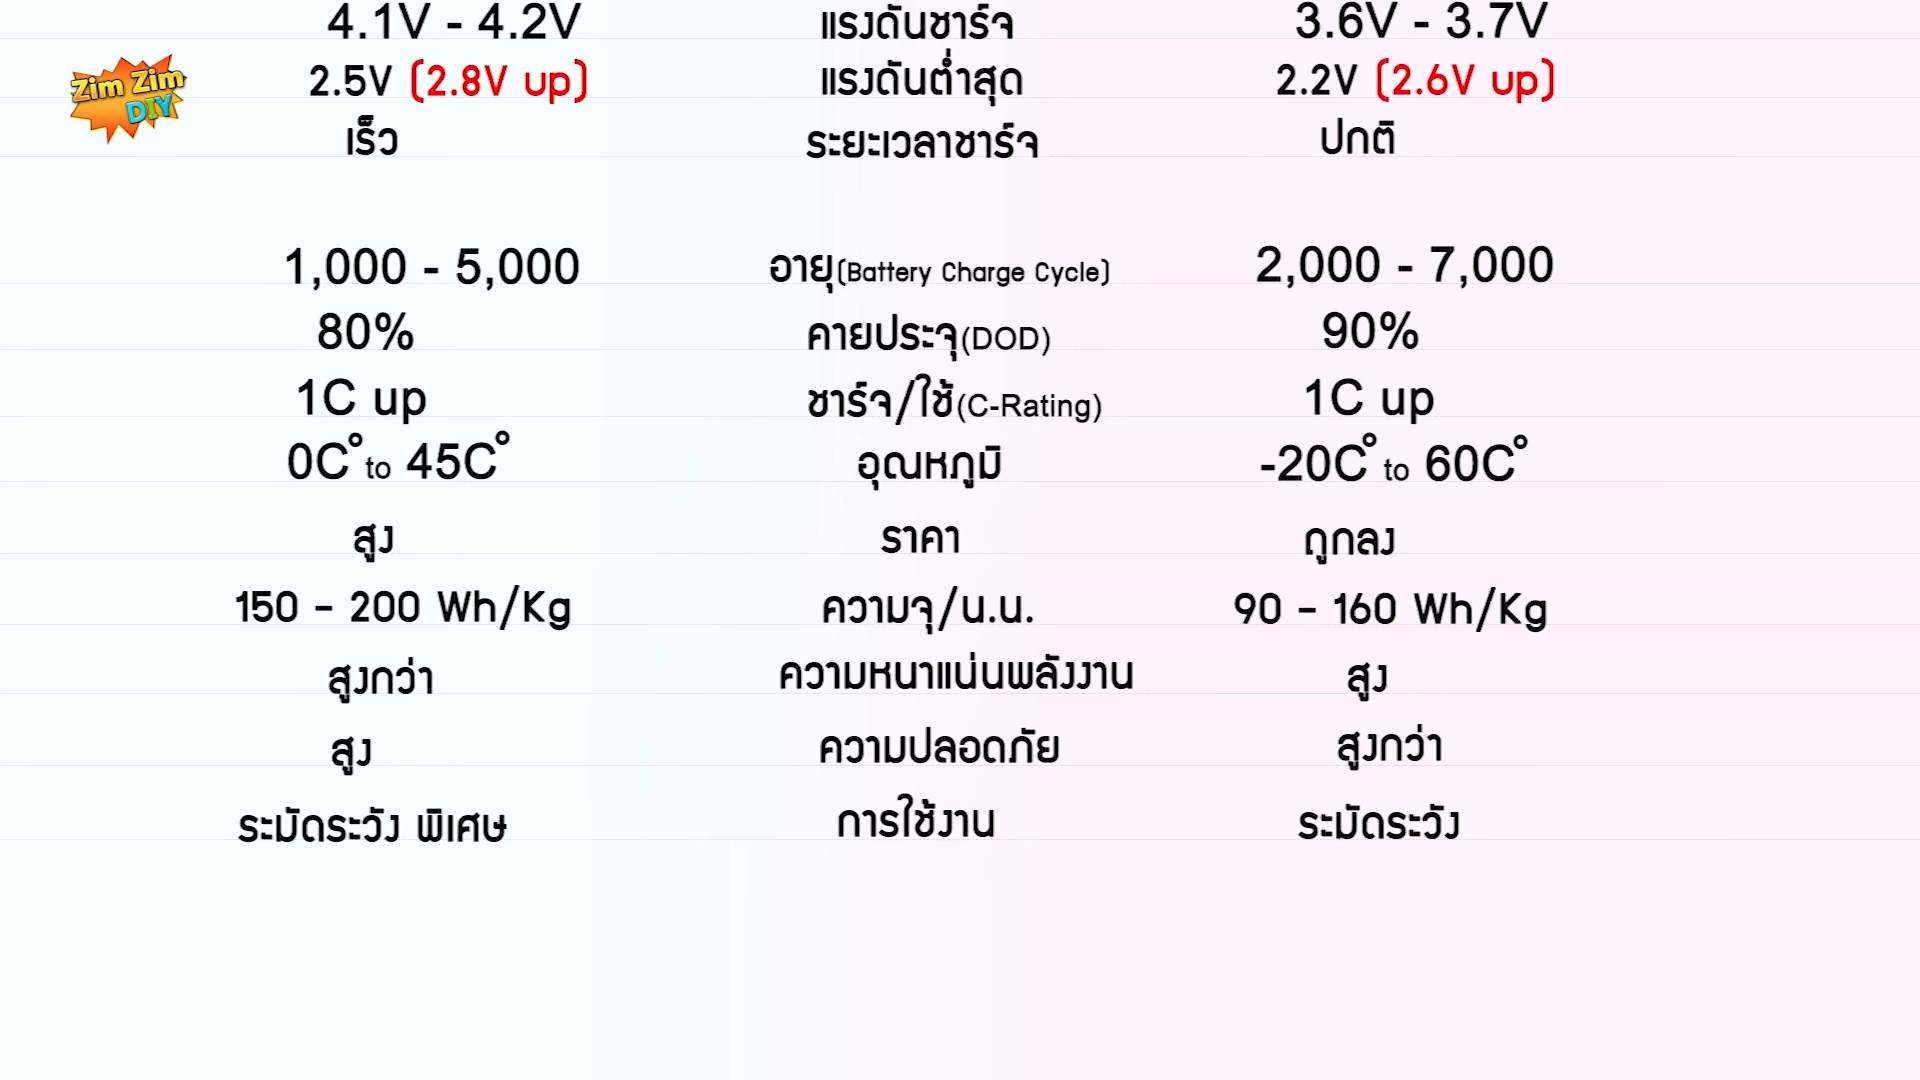 4.1V - 4.2V แรงดันชาร์จ 3.6V - 3.7V
Zim Zim
DIY
2.5V (2.8V up) แรงดันต่ำสุด 2.2V (2.6V up)
เร็ว ระยะเวลาชาร์จ ปกติ
1,000 - 5,000 อายุ(Battery Charge Cycle) 2,000 - 7,000
80% คายประจุ(DOD) 90%
1C up ชาร์จ/ใช้(C-Rating) 1C up
0C° to 45C° อุณหภูมิ -20C° to 60C°
สูง ราคา ถูกลง
150 - 200 Wh/Kg ความจุ/น.น. 90 - 160 Wh/Kg
สูงกว่า ความหนาแน่นพลังงาน สูง
สูง ความปลอดภัย สูงกว่า
ระมัดระวัง พิเศษ การใช้งาน ระมัดระวัง